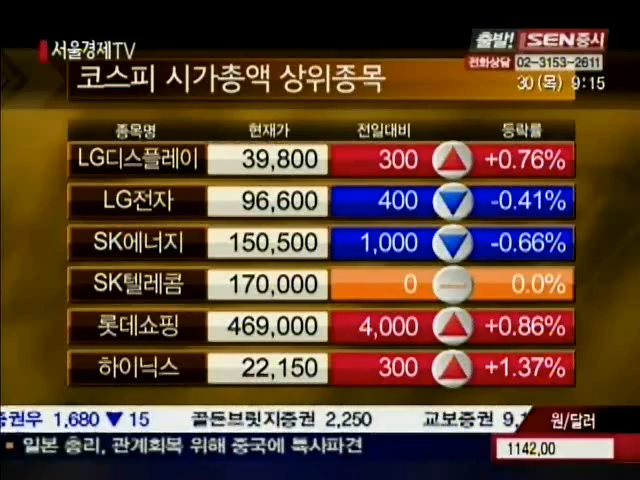 서울경제TV
출발! SEN증시
전화상담 02-3153-2611
30(목) 9:15
코스피 시가총액 상위종목
종목명 현재가 전일대비 등락률
LG디스플레이 39,800 300 ▲ +0.76%
LG전자 96,600 400 ▼ -0.41%
SK에너지 150,500 1,000 ▼ -0.66%
SK텔레콤 170,000 0 0.0%
롯데쇼핑 469,000 4,000 ▲ +0.86%
하이닉스 22,150 300 ▲ +1.37%
증권우 1,680 ▼ 15 골든브릿지증권 2,250 교보증권 9,1
원/달러
1142,00
일본 총리, 관계회복 위해 중국에 특사파견